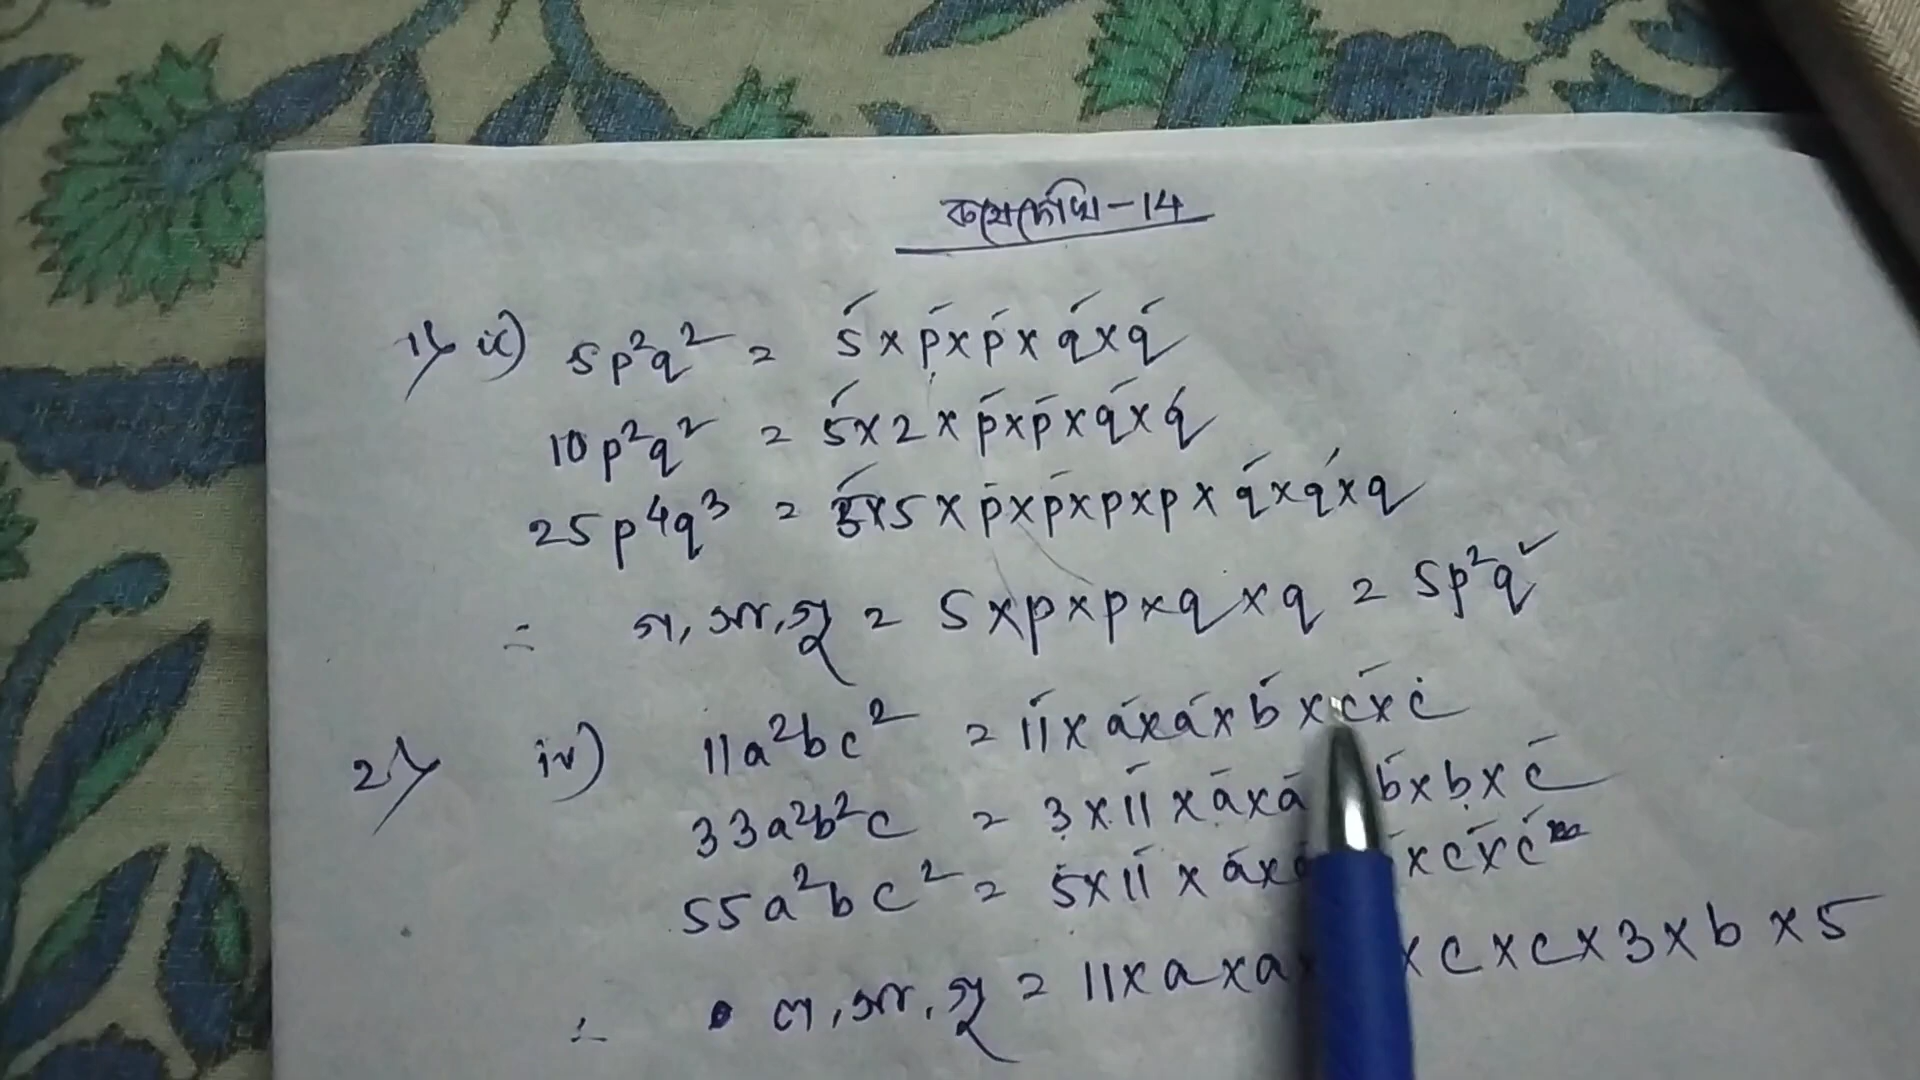 কষেদেখি-14
1) ix) 5p²q² = 5×p×p×q×q
10p²q² = 5×2×p×p×q×q
25p⁴q³ = 5×5×p×p×p×p×q×q×q
∴ গ,সা,গু = 5×p×p×q×q = 5p²q²
2) iv) 11a²bc² = 11×a×a×b×c×c
33a²b²c = 3×11×a×a b×b×c
55a²bc² = 5×11×a× ×c×c
∴ ল,সা,গু = 11×a×a ×c×c×3×b×5